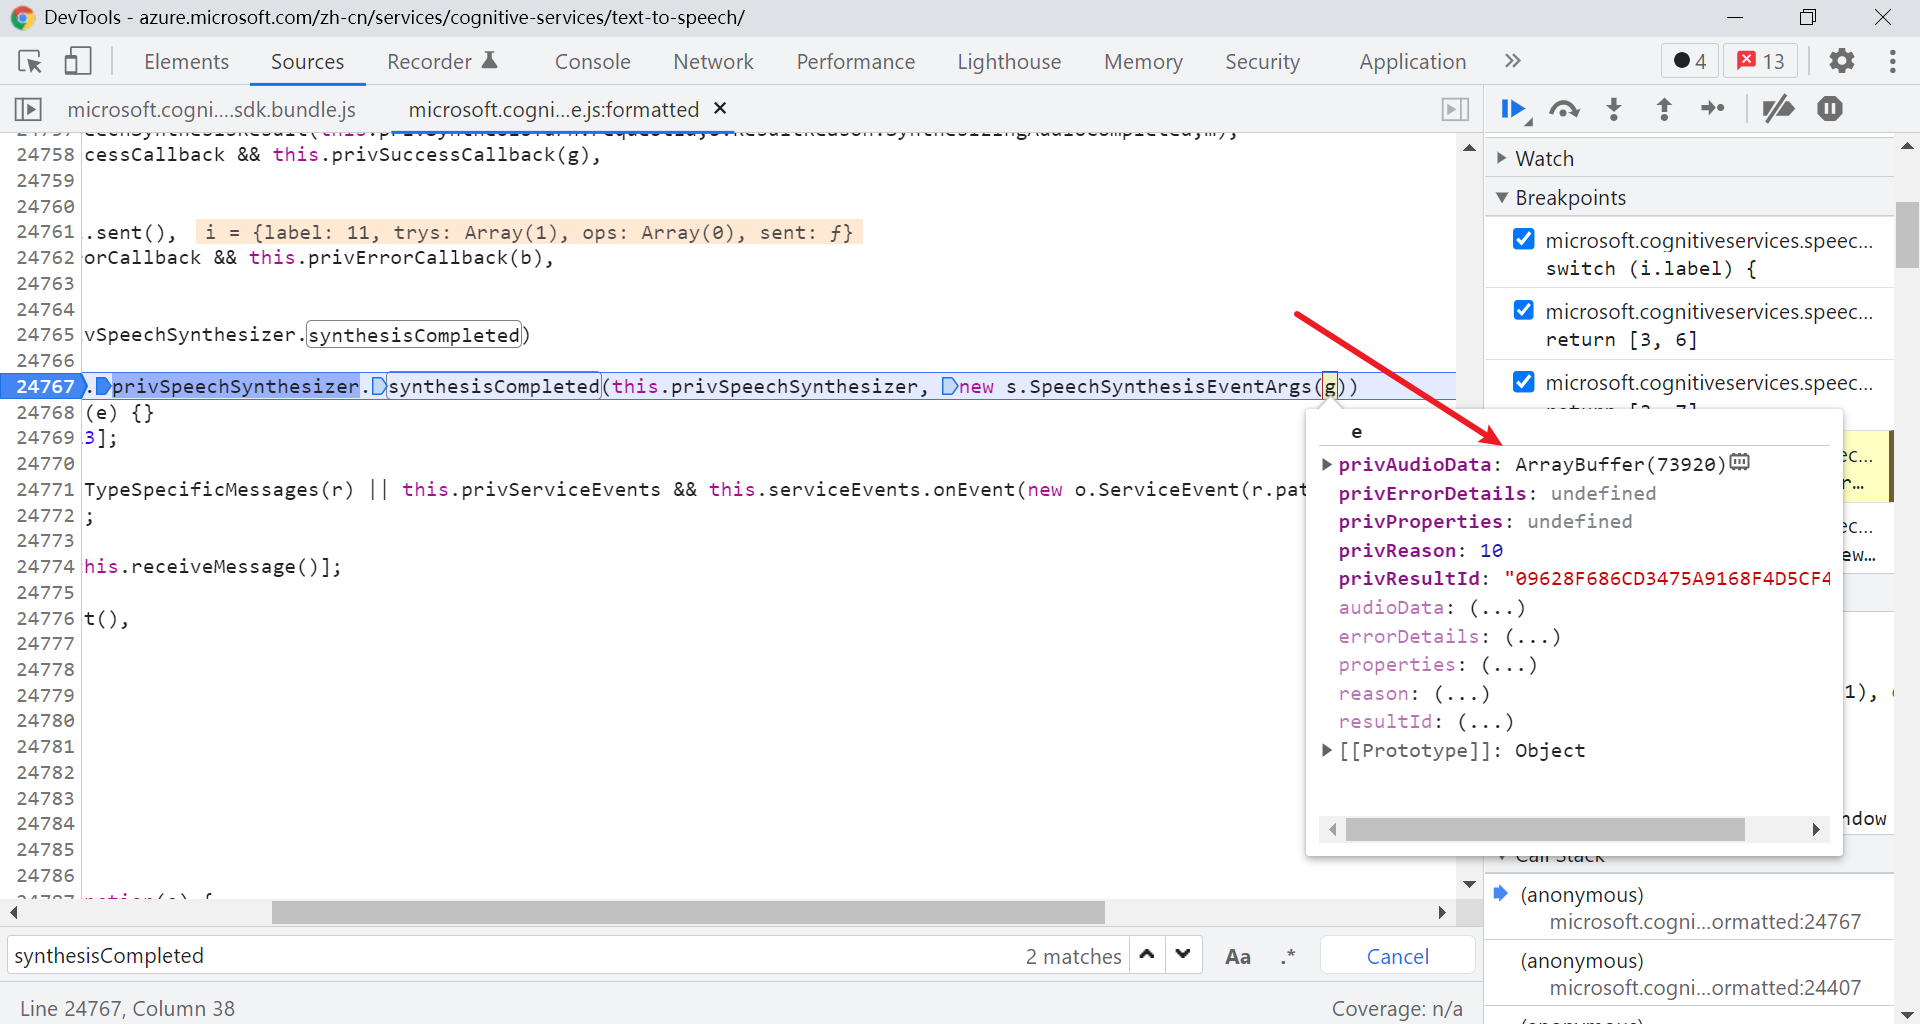 DevTools - azure.microsoft.com/zh-cn/services/cognitive-services/text-to-speech/
Elements Sources Recorder Console Network Performance Lighthouse Memory Security Application 4 13
microsoft.cogni....sdk.bundle.js microsoft.cogni…e.js:formatted
24758 cessCallback && this.privSuccessCallback(g),
24759
24760
24761 .sent(), i = {label: 11, trys: Array(1), ops: Array(0), sent: ƒ}
24762 orCallback && this.privErrorCallback(b),
24763
24764
24765 vSpeechSynthesizer.synthesisCompleted)
24766
24767 .privSpeechSynthesizer.synthesisCompleted(this.privSpeechSynthesizer, new s.SpeechSynthesisEventArgs(g))
24768 (e) {}
24769 3];
24770
24771 TypeSpecificMessages(r) || this.privServiceEvents && this.serviceEvents.onEvent(new o.ServiceEvent(r.pat
24772 ;
24773
24774 his.receiveMessage()];
24775
24776 t(),
24777
24778
24779
24780
24781
24782
24783
24784
24785
24786
synthesisCompleted 2 matches Aa .* Cancel
Line 24767, Column 38 Coverage: n/a
Watch
Breakpoints
microsoft.cognitiveservices.speec...
switch (i.label) {
microsoft.cognitiveservices.speec...
return [3, 6]
microsoft.cognitiveservices.speec...
e
privAudioData: ArrayBuffer(73920)
privErrorDetails: undefined
privProperties: undefined
privReason: 10
privResultId: "09628F686CD3475A9168F4D5CF4
audioData: (...)
errorDetails: (...)
properties: (...)
reason: (...)
resultId: (...)
[[Prototype]]: Object
ec...
r...
ec...
ew...
1),
ndow
Call Stack
(anonymous)
microsoft.cogni...ormatted:24767
(anonymous)
microsoft.cogni...ormatted:24407